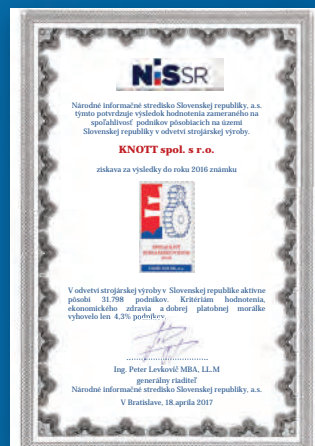 NiSSR
Národné informačné stredisko Slovenskej republiky, a.s.
týmto potvrdzuje výsledok hodnotenia zameraného na
spoľahlivosť podnikov pôsobiacich na území
Slovenskej republiky v odvetví strojárskej výroby.
KNOTT spol. s r.o.
získava za výsledky do roku 2016 známku
V odvetví strojárskej výroby v Slovenskej republike aktívne
pôsobí 31.798 podnikov. Kritériám hodnotenia,
ekonomického zdravia a dobrej platobnej morálke
vyhovelo len 4,3% podnikov.
Ing. Peter Levkovič MBA, LL.M
generálny riaditeľ
Národné informačné stredisko Slovenskej republiky, a.s.
V Bratislave, 18.apríla 2017